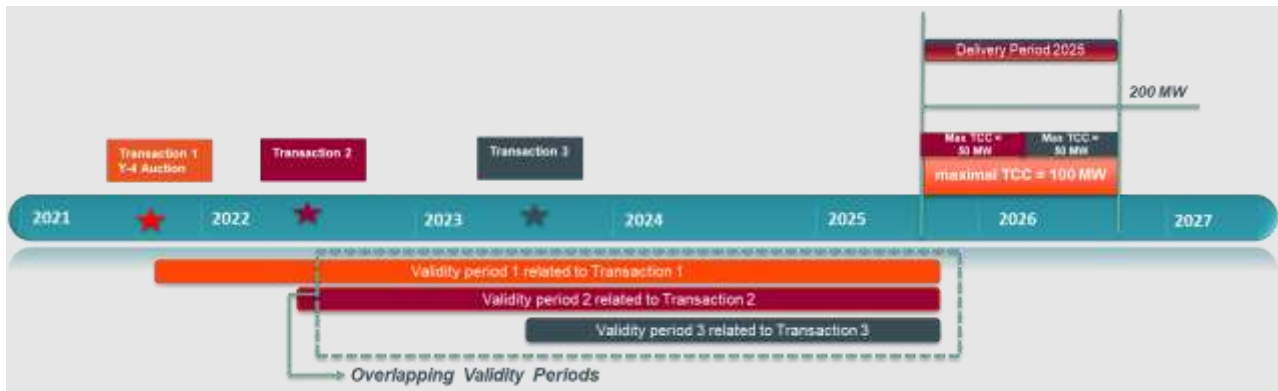 Delivery Period 2025
200 MW
Transaction 1
Y-4 Auction
Transaction 2
Transaction 3
Max TCC =
50 MW
Max TCC =
50 MW
maximal TCC = 100 MW
2021
2022
2023
2024
2025
2026
2027
Validity period 1 related to Transaction 1
Validity period 2 related to Transaction 2
Validity period 3 related to Transaction 3
Overlapping Validity Periods